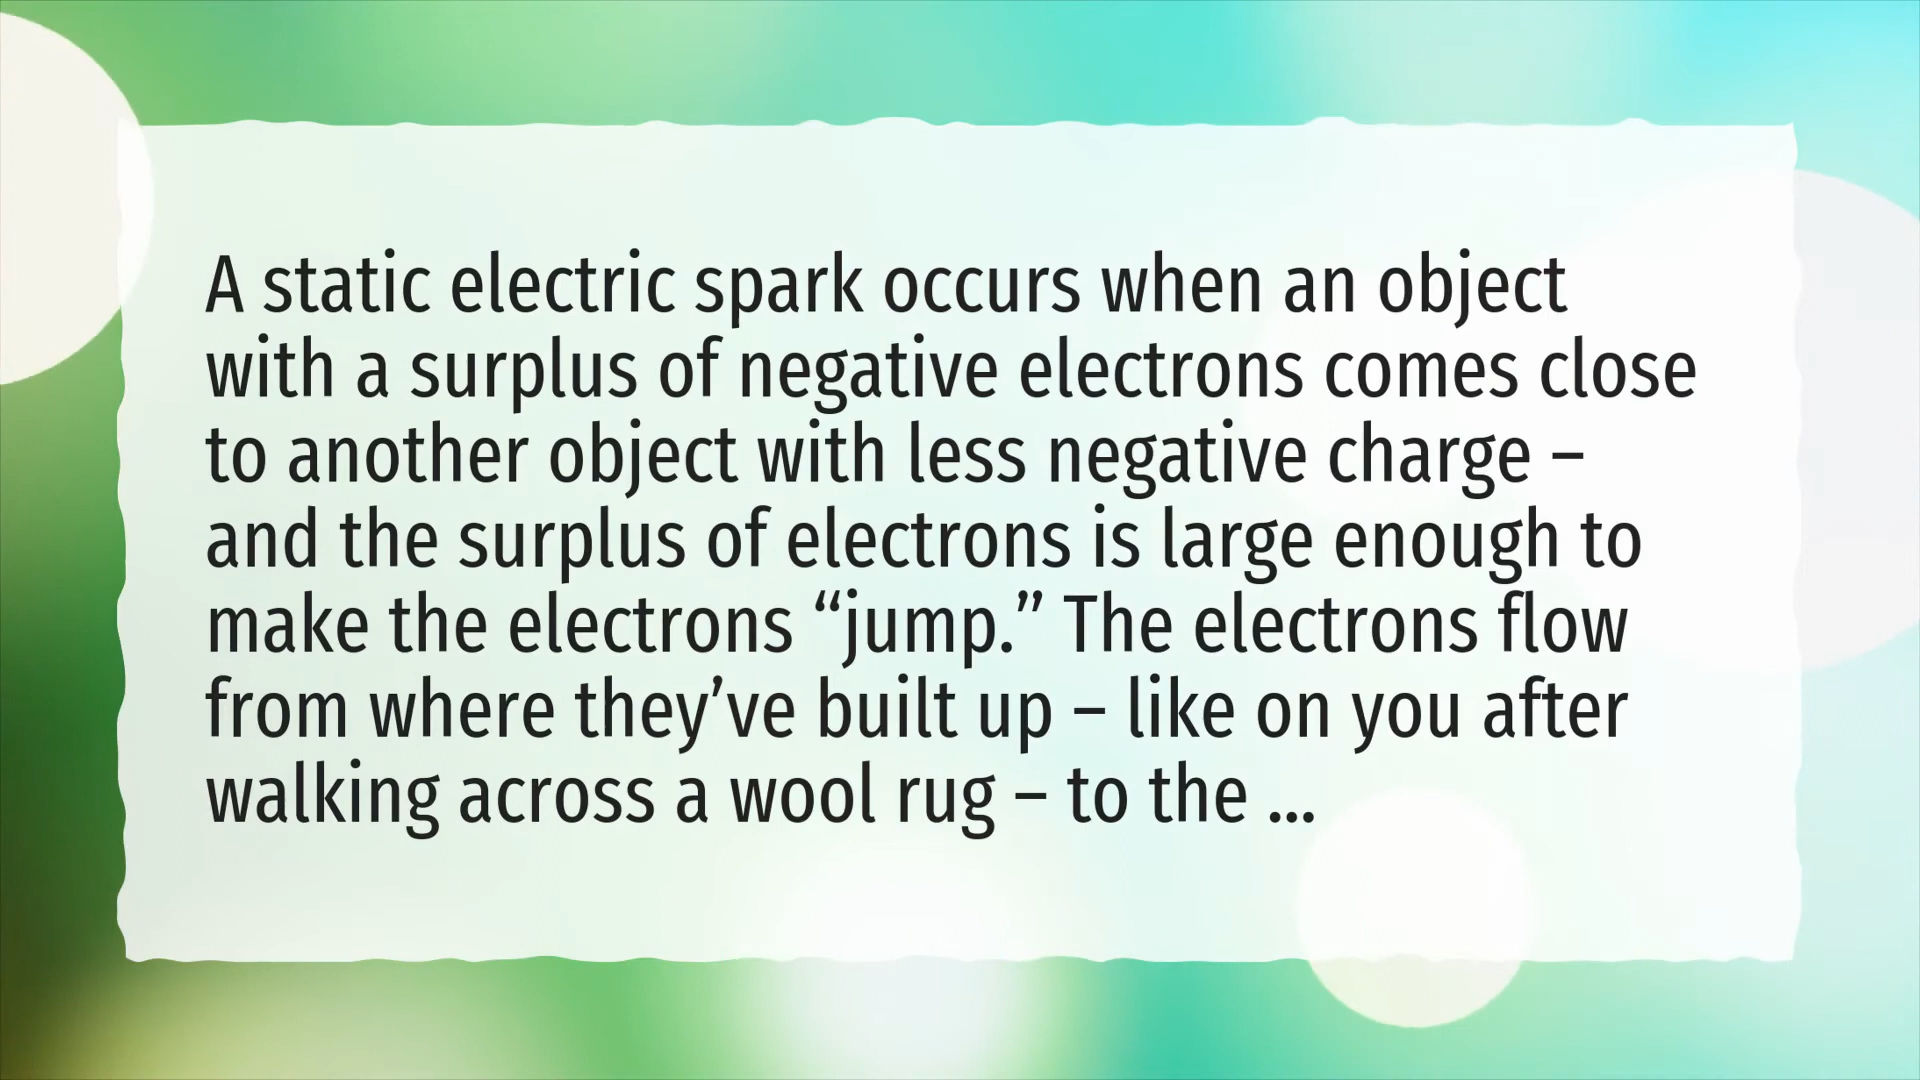 A static electric spark occurs when an object
with a surplus of negative electrons comes close
to another object with less negative charge –
and the surplus of electrons is large enough to
make the electrons “jump.” The electrons flow
from where they’ve built up – like on you after
walking across a wool rug – to the ...